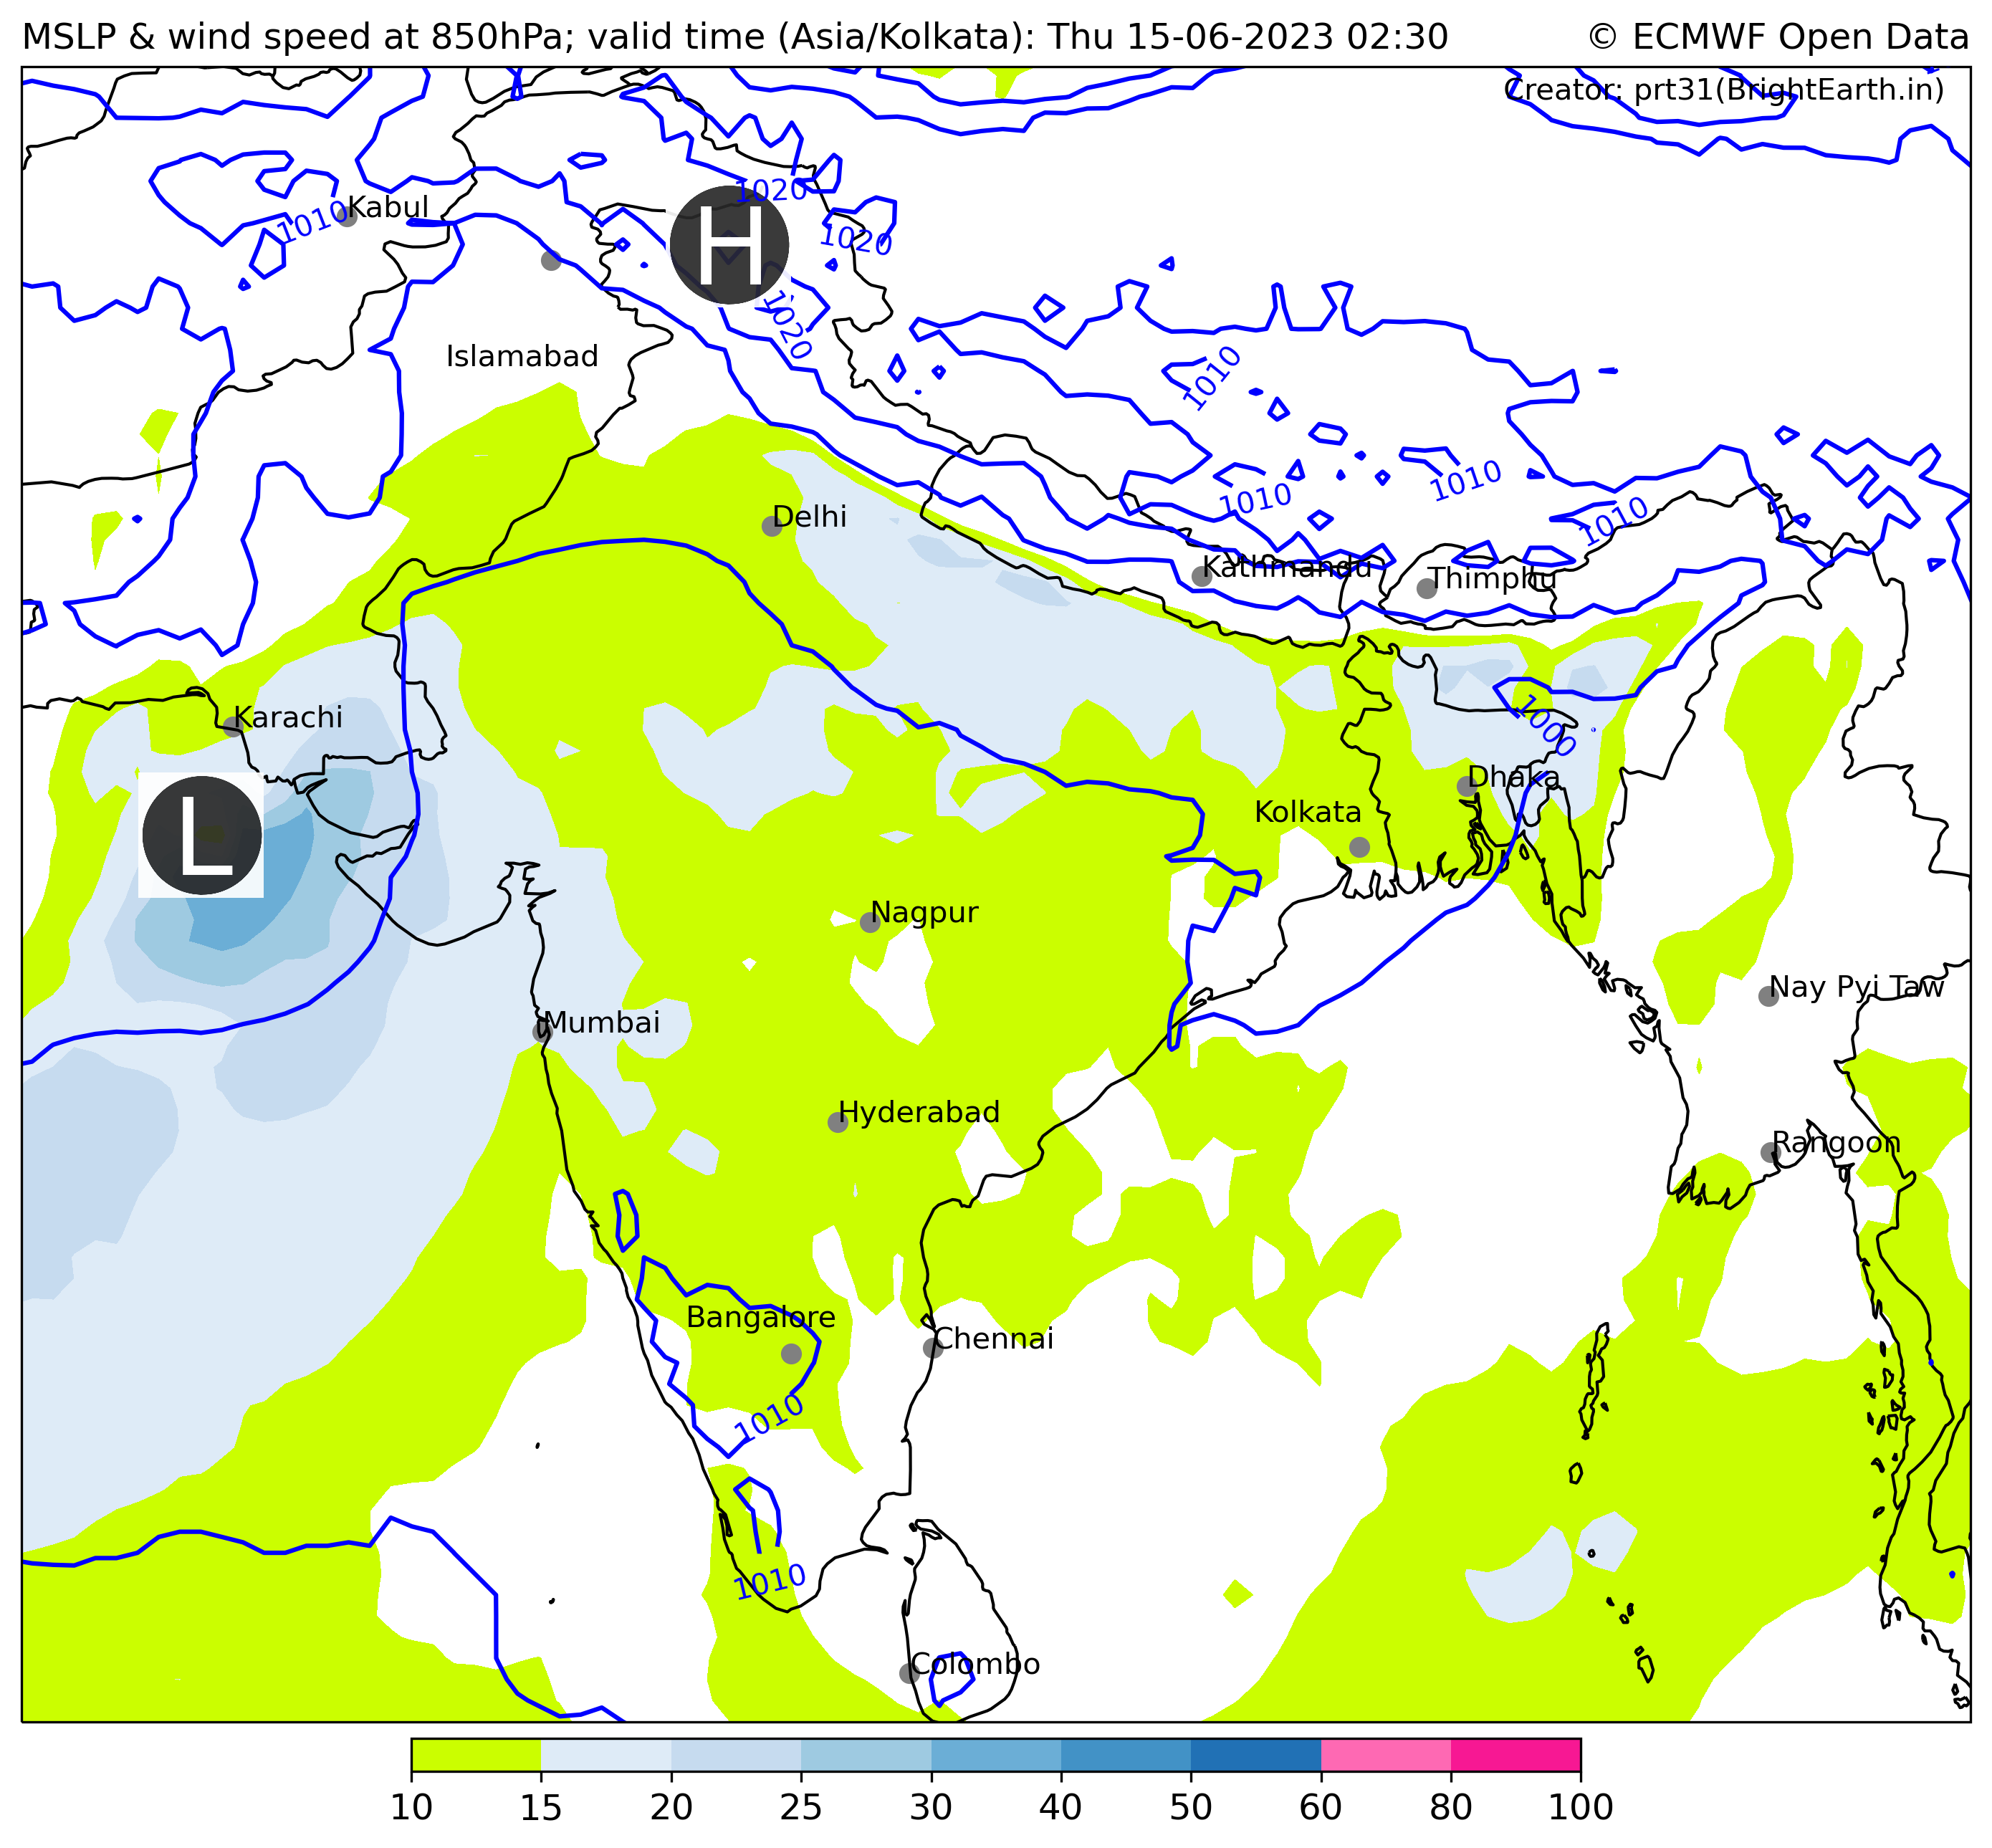 MSLP & wind speed at 850hPa; valid time (Asia/Kolkata): Thu 15-06-2023 02:30 © ECMWF Open Data
Creator: prt31(BrightEarth.in)
1020
Kabul
1010
1020
H
1020
Islamabad
1010
1010
1010
1010
Delhi
Kathmandu
Thimphu
Karachi
1000
Dhaka
L
Kolkata
Nagpur
Nay Pyi Taw
Mumbai
Hyderabad
Rangoon
Bangalore
Chennai
1010
1010
Colombo
10 15 20 25 30 40 50 60 80 100